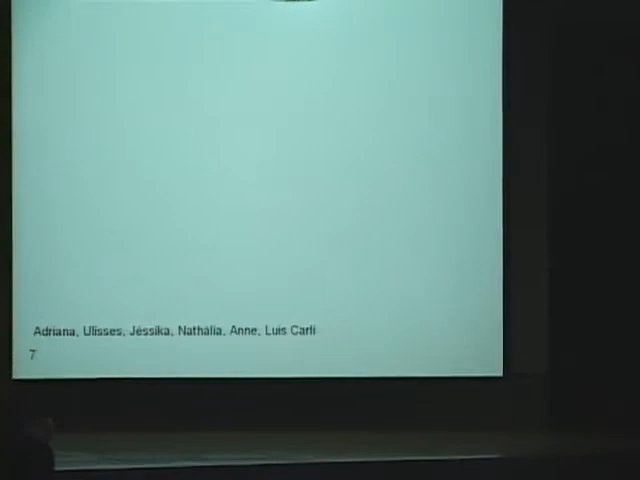 Adriana, Ulisses, Jéssika, Nathália, Anne, Luis Carli
7